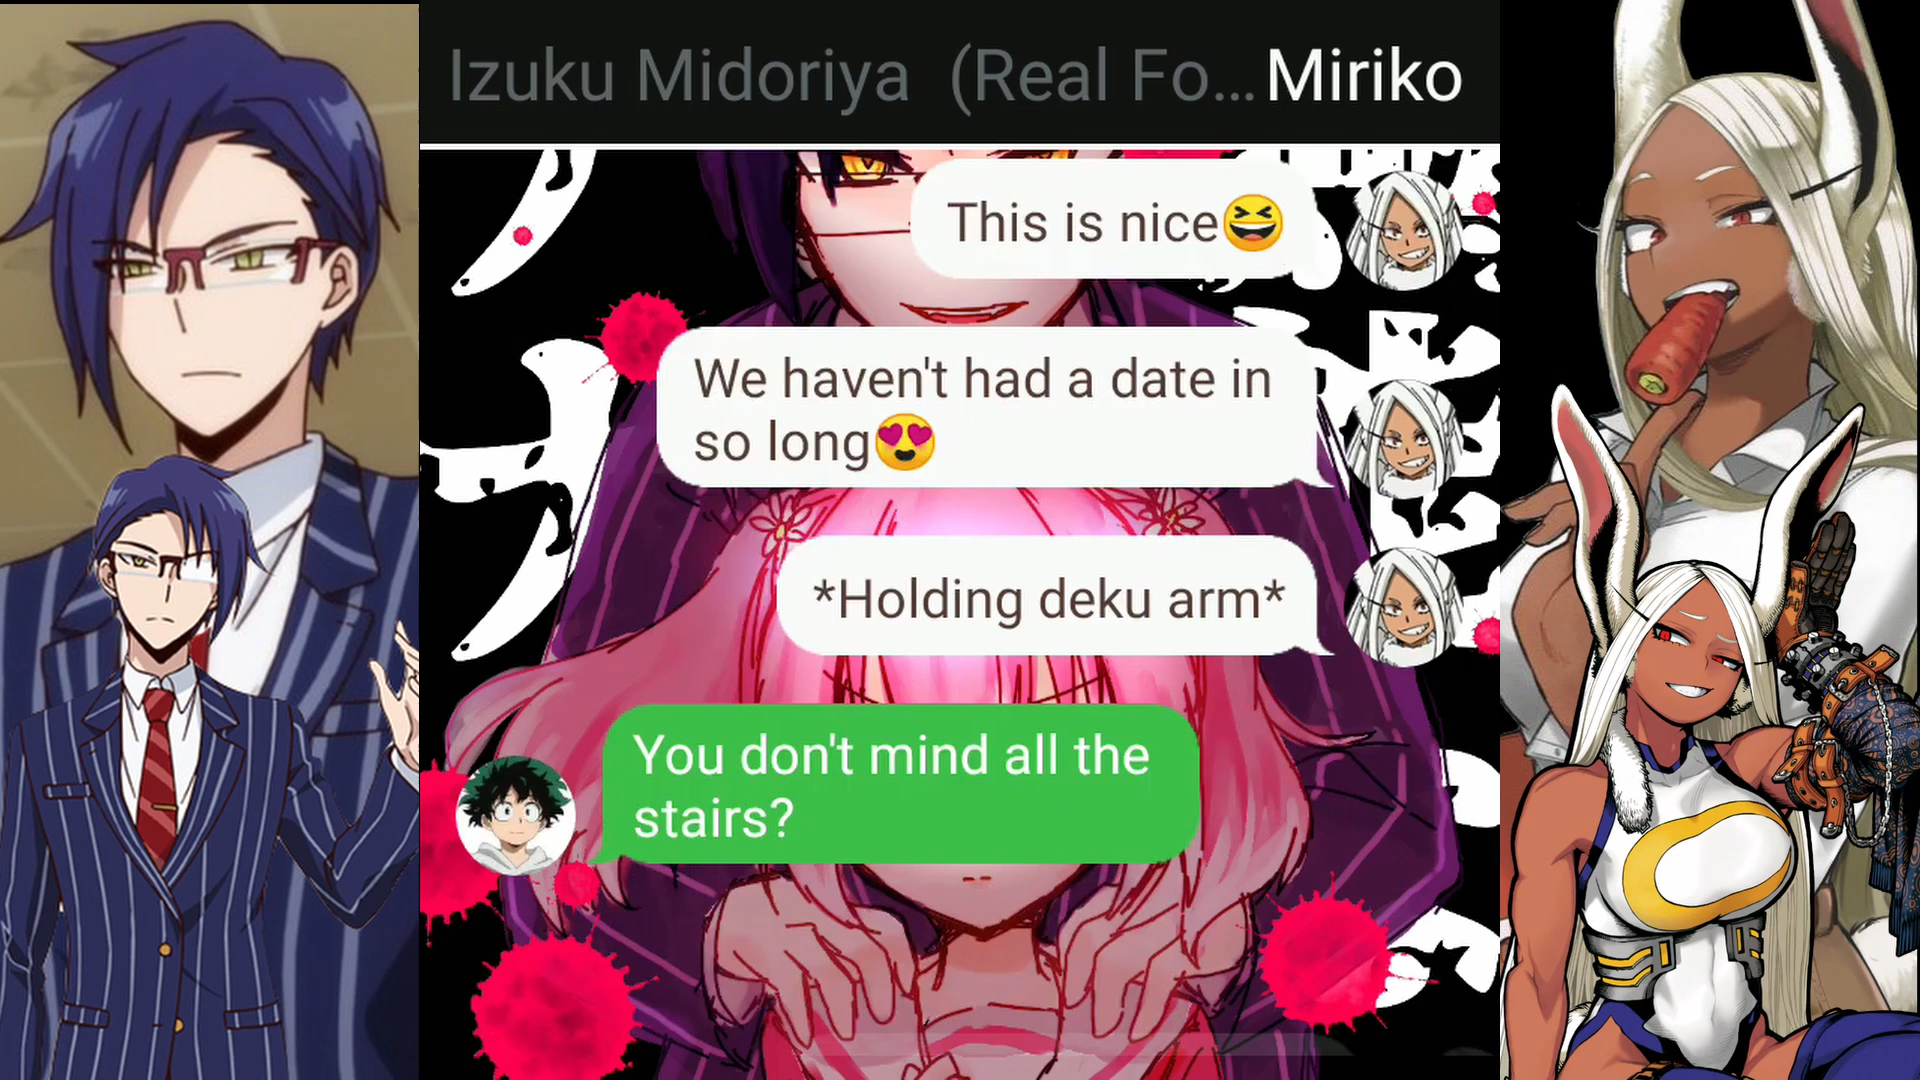 Izuku Midoriya (Real Fo... Miriko
This is nice😆
We haven't had a date in
so long😍
*Holding deku arm*
You don't mind all the
stairs?